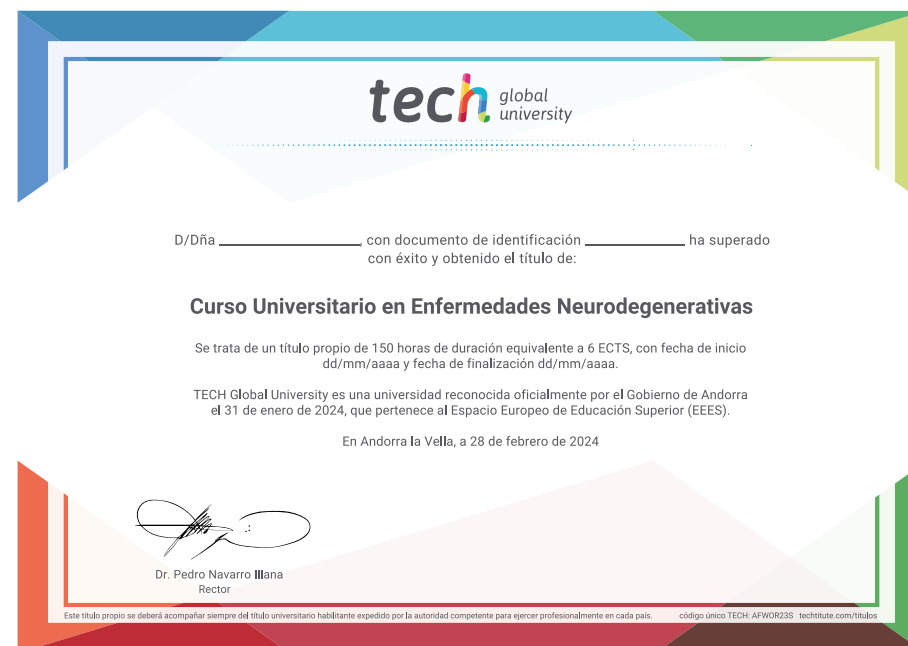 tech global university
D/Dña ____________________, con documento de identificación ______________ ha superado
con éxito y obtenido el título de:
Curso Universitario en Enfermedades Neurodegenerativas
Se trata de un título propio de 150 horas de duración equivalente a 6 ECTS, con fecha de inicio
dd/mm/aaaa y fecha de finalización dd/mm/aaaa.
TECH Global University es una universidad reconocida oficialmente por el Gobierno de Andorra
el 31 de enero de 2024, que pertenece al Espacio Europeo de Educación Superior (EEES).
En Andorra la Vella, a 28 de febrero de 2024
Dr. Pedro Navarro Illana
Rector
Este título propio se deberá acompañar siempre del título universitario habilitante expedido por la autoridad competente para ejercer profesionalmente en cada país. código único TECH: AFWOR23S techtitute.com/titulos